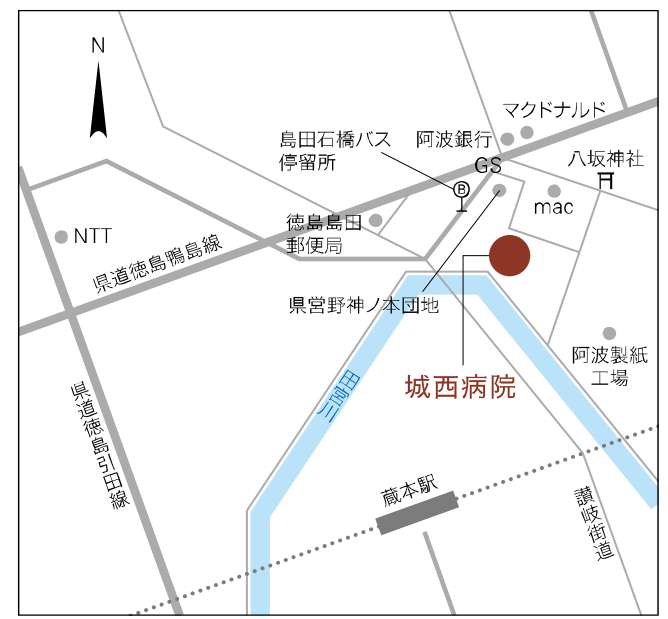 N
マクドナルド
島田石橋バス
停留所
阿波銀行
GS
八坂神社
B
mac
徳島島田
郵便局
NTT
県道徳島鴨島線
県営野神ノ本団地
阿波製紙
工場
城西病院
田宮川
県道徳島引田線
蔵本駅
讃岐街道